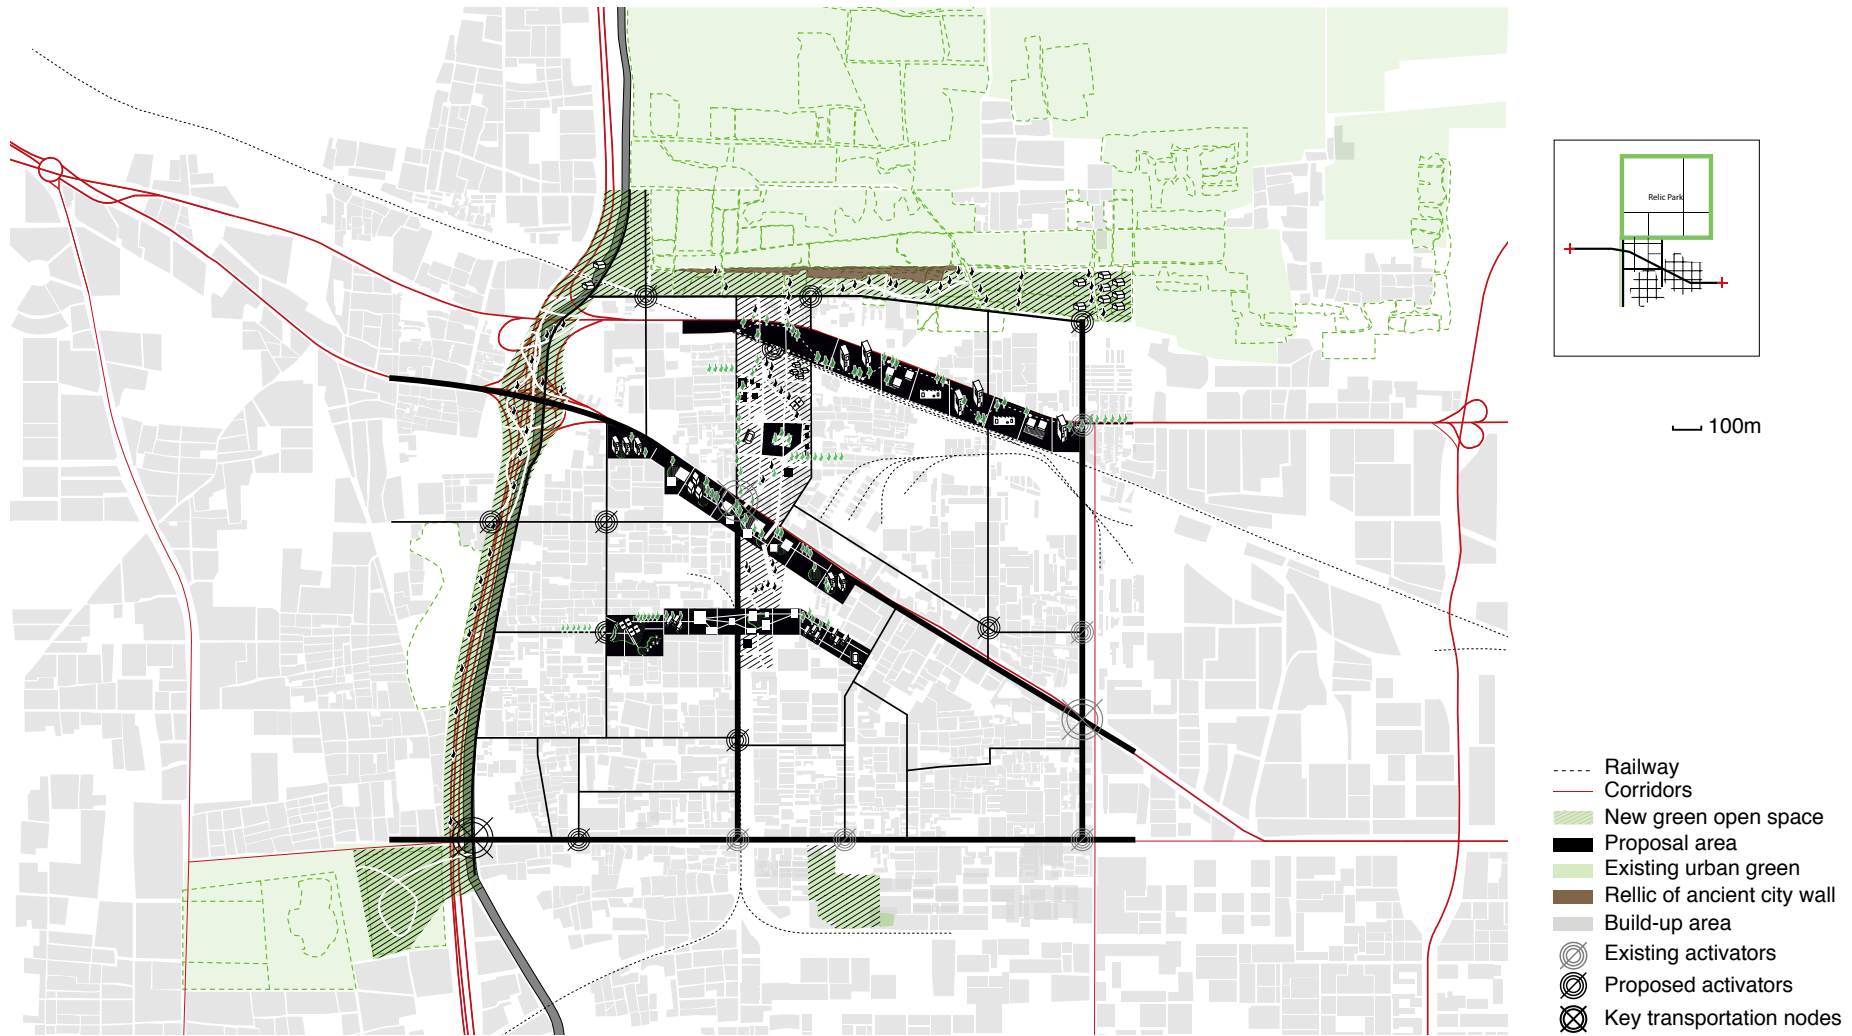 Relic Park
100m
Railway
Corridors
New green open space
Proposal area
Existing urban green
Rellic of ancient city wall
Build-up area
Existing activators
Proposed activators
Key transportation nodes